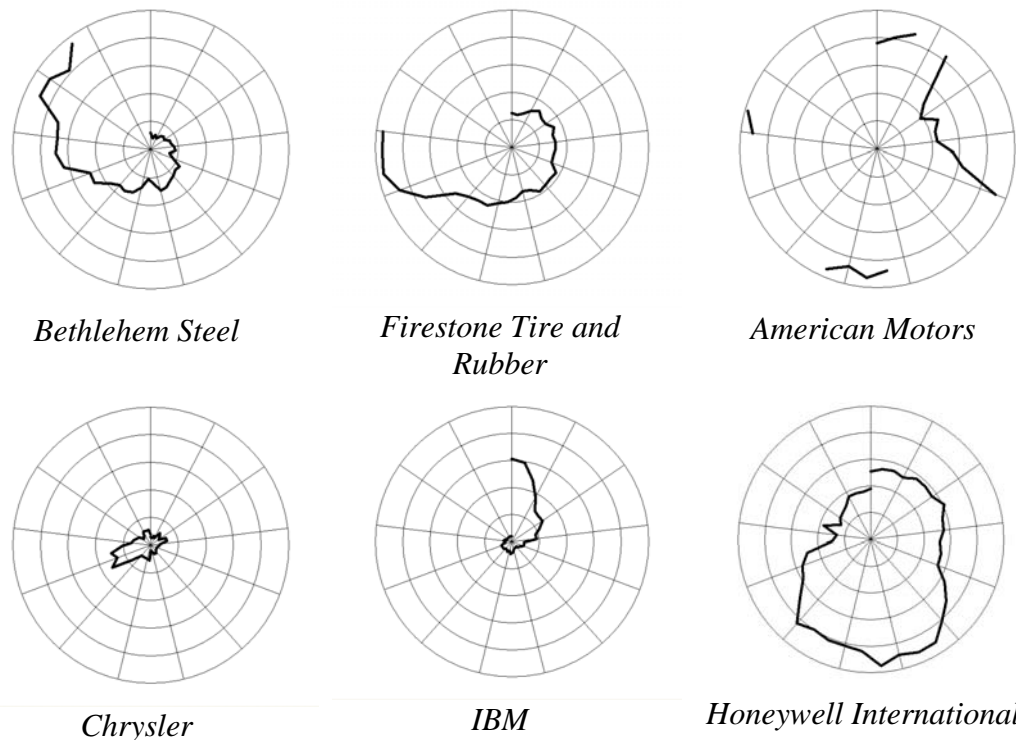 Bethlehem Steel
Firestone Tire and
Rubber
American Motors
Chrysler
IBM
Honeywell International